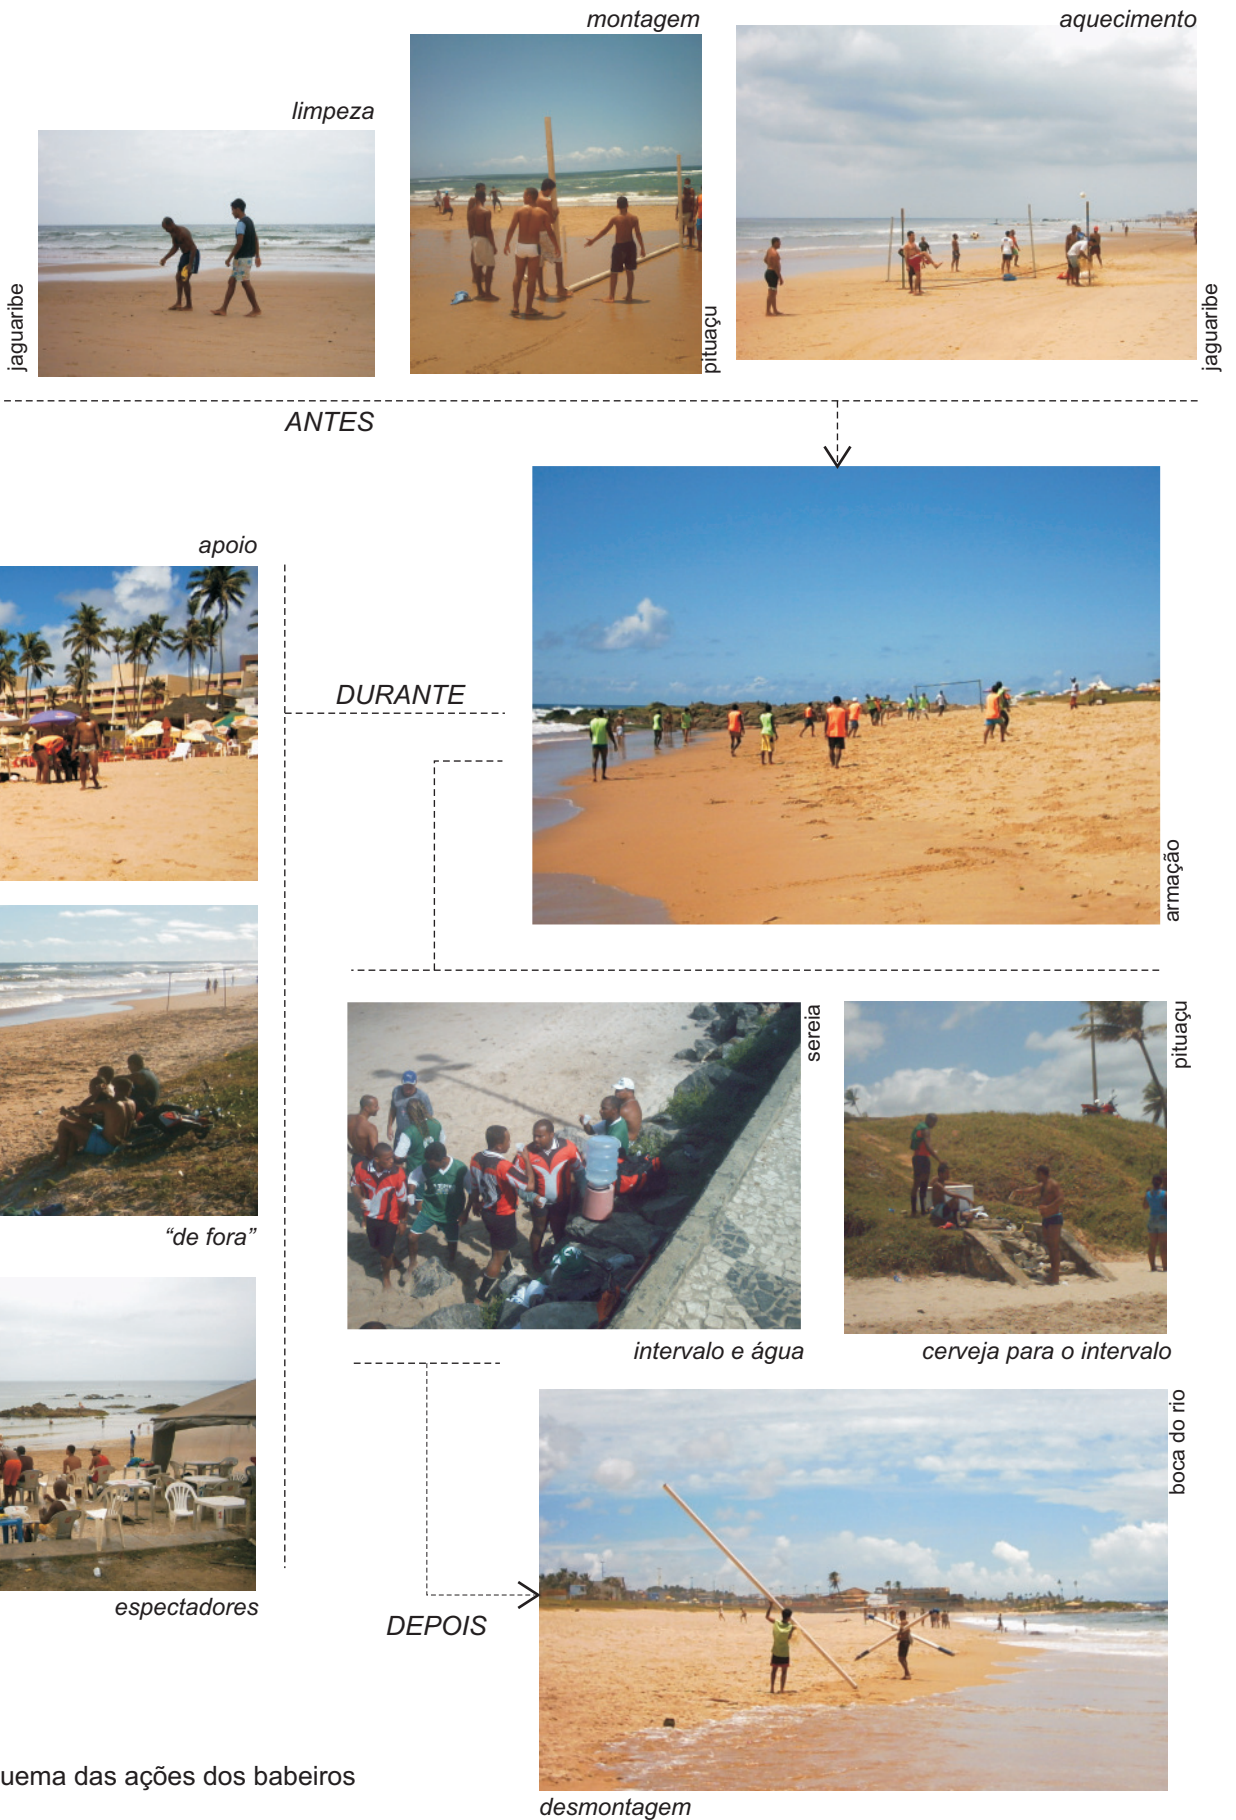 montagem
aquecimento
limpeza
jaguaribe
pituaçu
jaguaribe
ANTES
apoio
DURANTE
armação
sereia
pituaçu
“de fora”
intervalo e água
cerveja para o intervalo
boca do rio
espectadores
DEPOIS
das ações dos babeiros
desmontagem